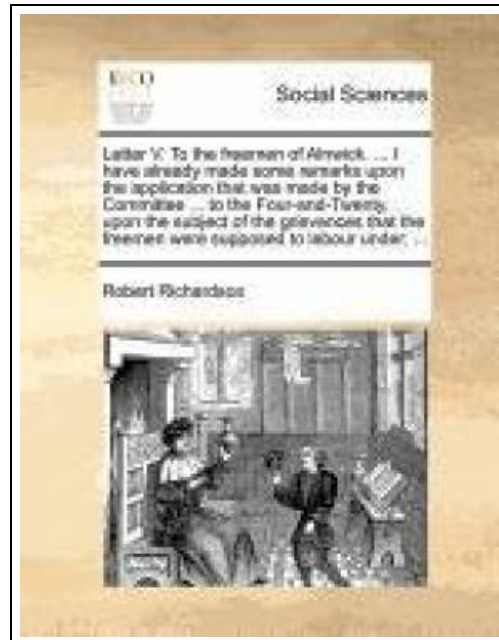 ECCO
Social Sciences
Letter V. To the freemen of Alnwick. ... I
have already made some remarks upon
the application that was made by the
Committee ... to the Four-and-Twenty,
upon the subject of the grievances that the
freemen were supposed to labour under; ...
Robert Richardson